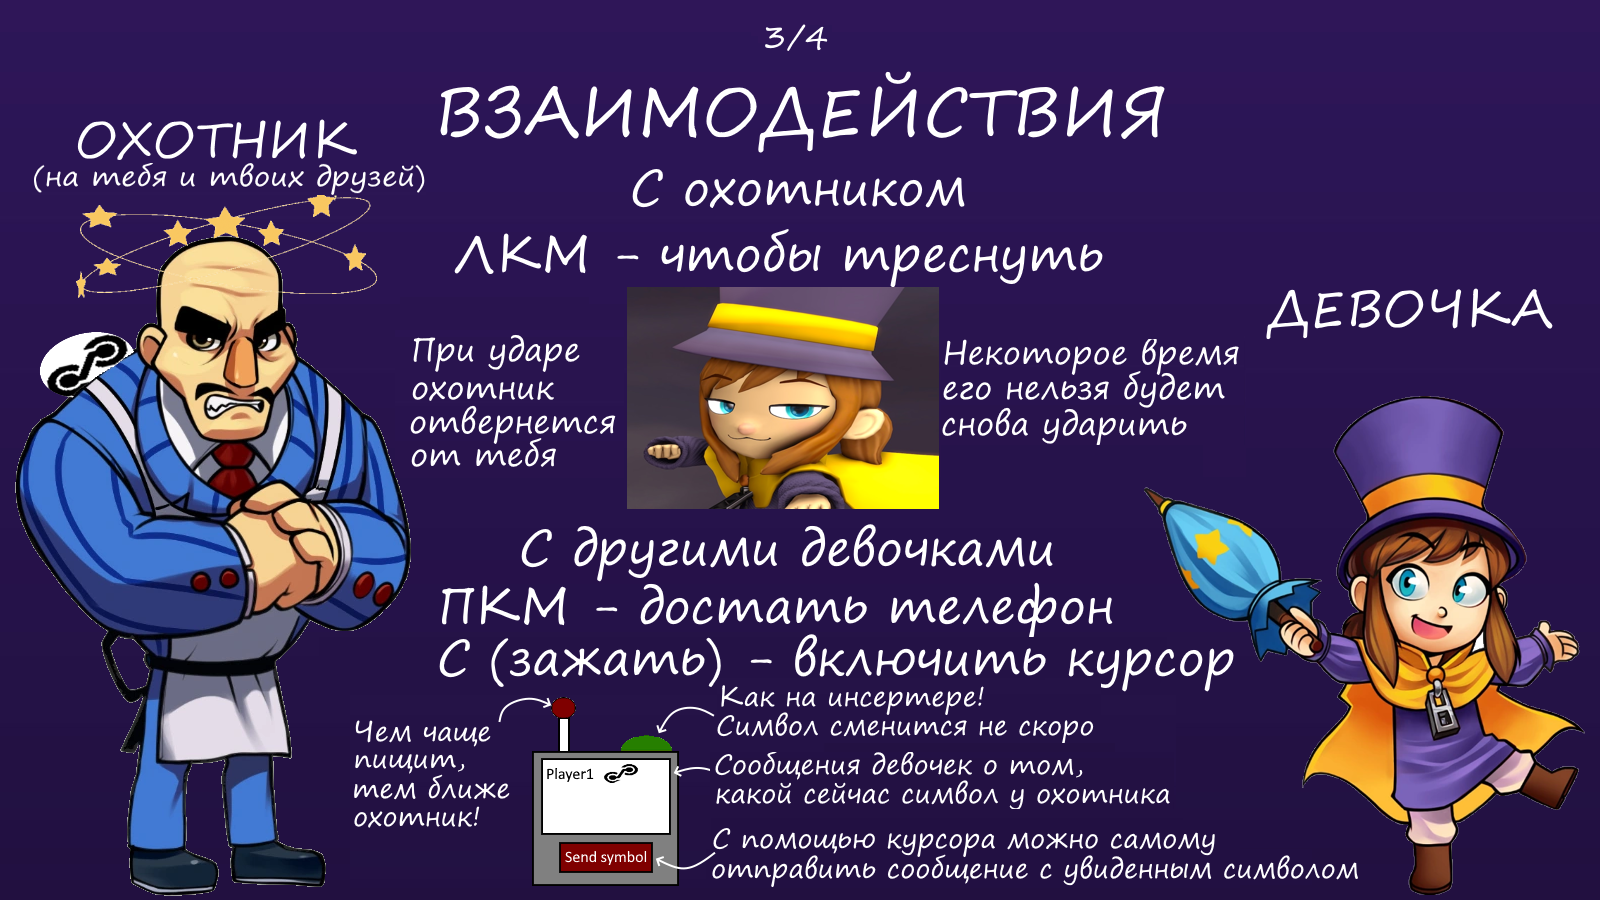 3/4
ВЗАИМОДЕЙСТВИЯ
ОХОТНИК
(на тебя и твоих друзей)
С охотником
ЛКМ - чтобы треснуть
ДЕВОЧКА
При ударе
охотник
отвернется
от тебя
Некоторое время
его нельзя будет
снова ударить
С другими девочками
ПКМ - достать телефон
С (зажать) - включить курсор
Чем чаще
пищит,
тем ближе
охотник!
Как на инсертере!
Символ сменится не скоро
Player1
Сообщения девочек о том,
какой сейчас символ у охотника
Send symbol
С помощью курсора можно самому
отправить сообщение с увиденным символом